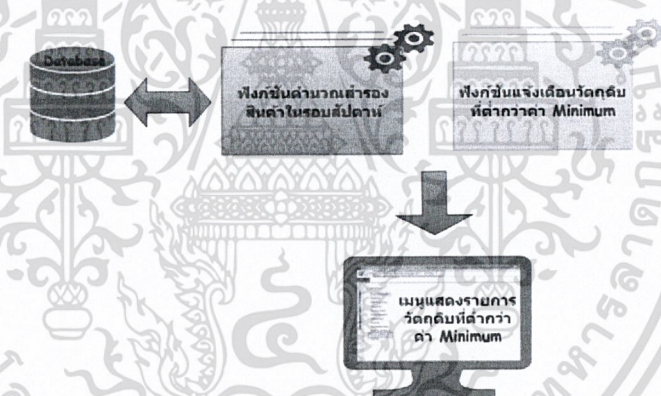 Database
ฟังก์ชันคำนวณสำรอง
สินค้าในรอบสัปดาห์
ฟังก์ชันแจ้งเตือนวัตถุดิบ
ที่ต่ำกว่าค่า Minimum
เมนูแสดงรายการ
วัตถุดิบที่ต่ำกว่า
ค่า Minimum